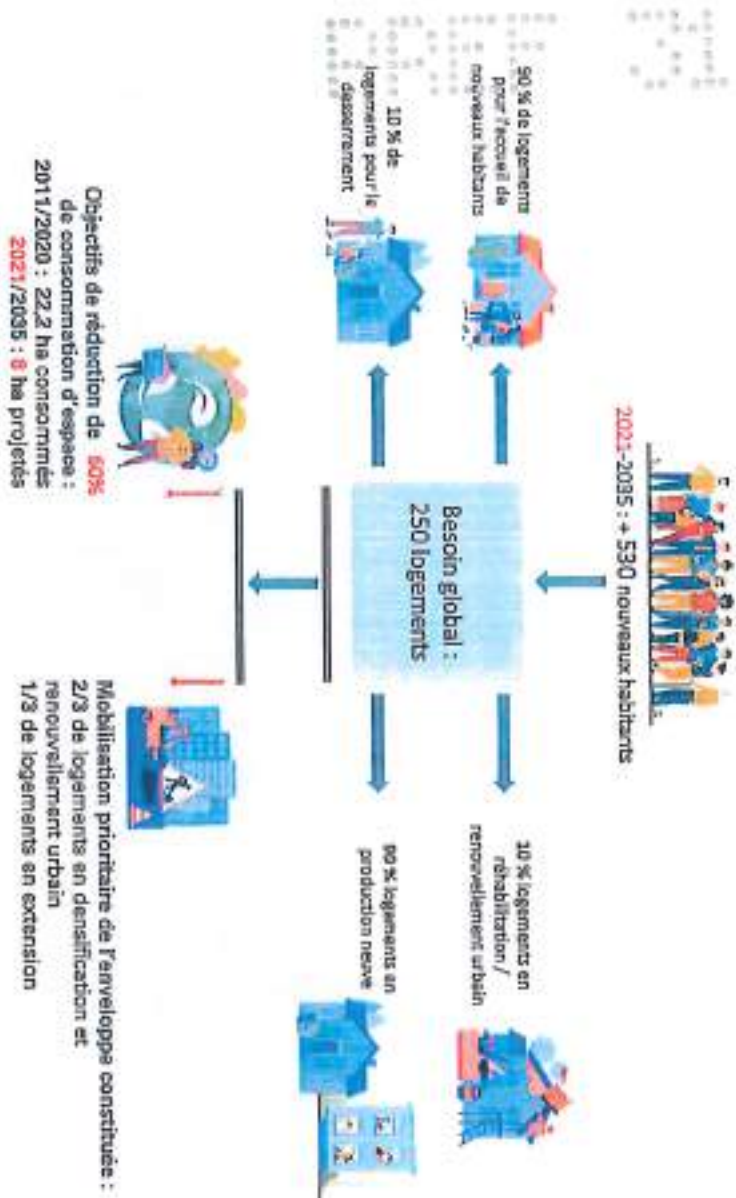 2021-2035 : + 530 nouveaux habitants
90 % de logements
pour l'accueil de
nouveaux habitants
10 % de
logements pour le
desserrement
Besoin global :
250 logements
10 % logements en
réhabilitation /
renouvellement urbain
90 % logements en
production neuve
Objectifs de réduction de 60%
de consommation d'espace :
2011/2020 : 22,2 ha consommés
2021/2035 : 8 ha projetés
Mobilisation prioritaire de l'enveloppe constituée :
2/3 de logements en densification et
renouvellement urbain
1/3 de logements en extension